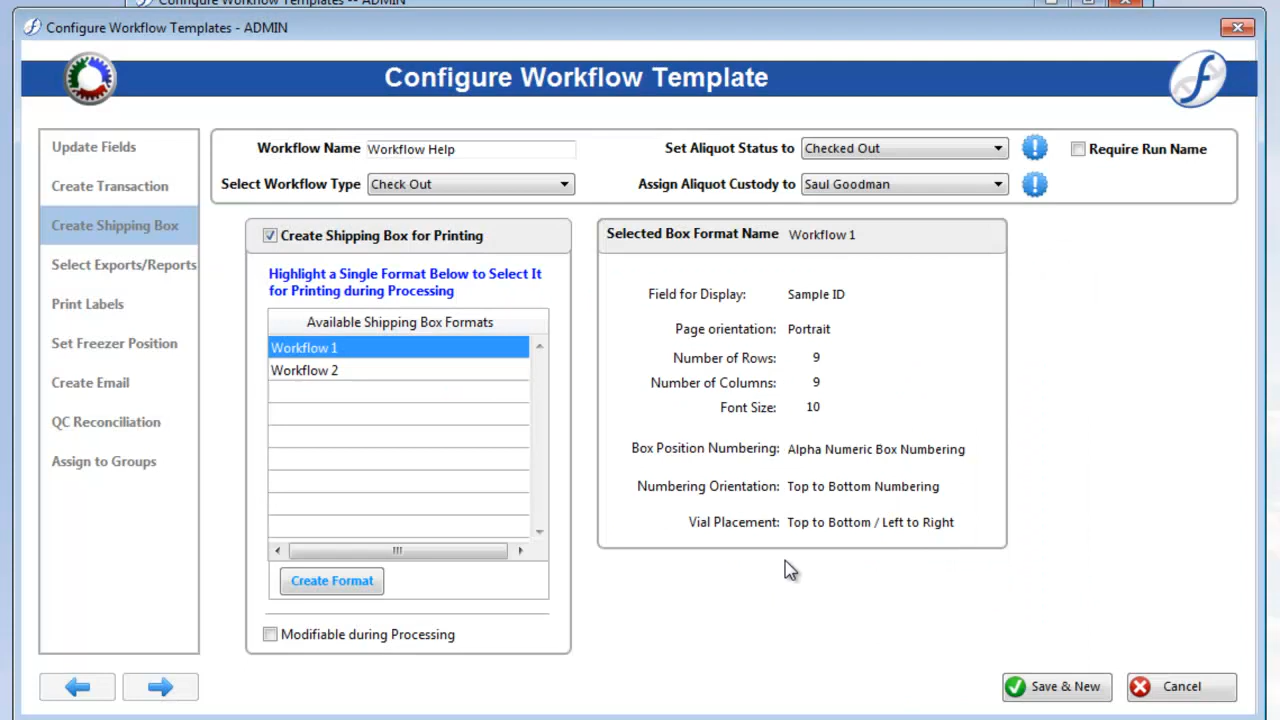 Configure Workflow Templates -- ADMIN
Configure Workflow Templates - ADMIN
Configure Workflow Template
Update Fields
Create Transaction
Create Shipping Box
Select Exports/Reports
Print Labels
Set Freezer Position
Create Email
QC Reconciliation
Assign to Groups
Workflow Name Workflow Help
Set Aliquot Status to Checked Out
Require Run Name
Select Workflow Type Check Out
Assign Aliquot Custody to Saul Goodman
Create Shipping Box for Printing
Highlight a Single Format Below to Select It
for Printing during Processing
Available Shipping Box Formats
Workflow 1
Workflow 2
Create Format
Modifiable during Processing
Selected Box Format Name Workflow 1
Field for Display: Sample ID
Page orientation: Portrait
Number of Rows: 9
Number of Columns: 9
Font Size: 10
Box Position Numbering: Alpha Numeric Box Numbering
Numbering Orientation: Top to Bottom Numbering
Vial Placement: Top to Bottom / Left to Right
Save & New
Cancel